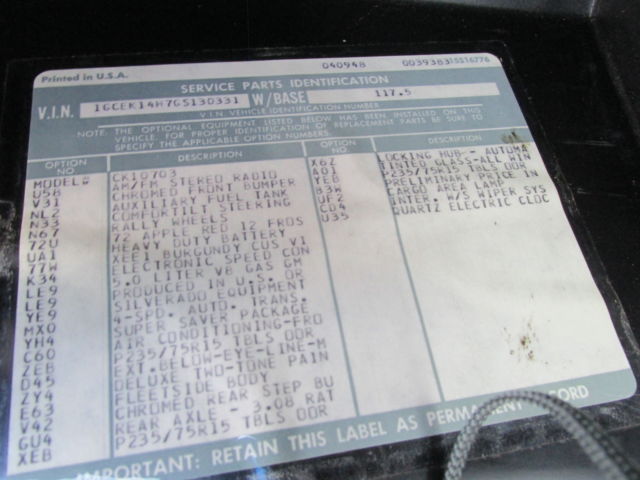 Printed in U.S.A. 040948 0039383 15516776
SERVICE PARTS IDENTIFICATION
V.I.N. 1GCEK14H7GS130331 W/BASE 117.5
V.I.N. VEHICLE IDENTIFICATION NUMBER
NOTE: THE OPTIONAL EQUIPMENT LISTED BELOW HAS BEEN INSTALLED ON THIS
VEHICLE. FOR PROPER IDENTIFICATION OF REPLACEMENT PARTS BE SURE TO
SPECIFY THE APPLICABLE OPTION NUMBERS.
OPTION NO. DESCRIPTION OPTION NO. DESCRIPTION
MODEL# CK10703
U58 AM/FM STEREO RADIO
V31 CHROMED FRONT BUMPER
NL2 AUXILIARY FUEL TANK
N33 COMFORTILT STEERING
N67 RALLY WHEELS
72U 72 APPLE RED 12 FROS
UA1 HEAVY DUTY BATTERY
77W XEE1 BURGUNDY CUS V1
K34 ELECTRONIC SPEED CON
LE9 5.0 LITER V8 GAS GM
LE9 PRODUCED IN U.S. OR
YE9 SILVERADO EQUIPMENT
MX0 4-SPD. AUTO. TRANS.
YH4 SUPER SAVER PACKAGE
C60 AIR CONDITIONING-FRO
ZEB P235/75R15 TBLS OOR
D45 EXT.BELOW-EYE-LINE-M
ZY4 DELUXE TWO-TONE PAIN
E63 FLEETSIDE BODY
V42 CHROMED REAR STEP BU
GU4 REAR AXLE - 3.08 RAT
XEB P235/75R15 TBLS OOR
X6Z LOCKING HUB - AUTOMA
A01 TINTED GLASS-ALL WIN
YEB P235/75R15 TBLS OOR
83W PRELIMINARY SPCE IN
UF2 CARGO AREA LAMP
CD4 INTER. W/S WIPER SYS
U35 QUARTZ ELECTRIC CLOC
IMPORTANT: RETAIN THIS LABEL AS PERMANENT RECORD